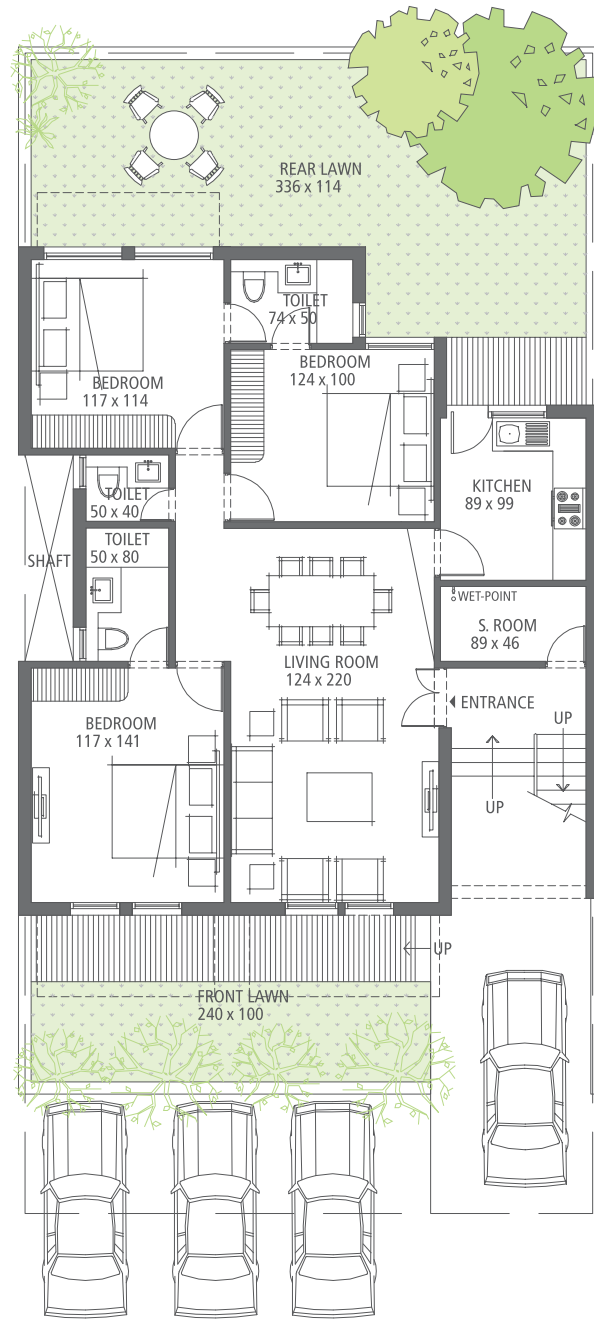 REAR LAWN
336 x 114
TOILET
74 x 50
BEDROOM
124 x 100
BEDROOM
117 x 114
KITCHEN
89 x 99
TOILET
50 x 40
TOILET
50 x 80
SHAFT
WET-POINT
S. ROOM
89 x 46
LIVING ROOM
124 x 220
ENTRANCE
BEDROOM
117 x 141
UP
UP
UP
FRONT LAWN
240 x 100